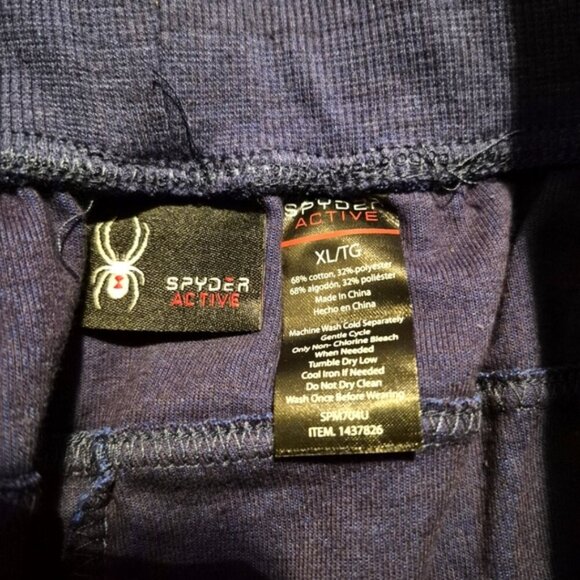 SPYDER
ACTIVE
SPYDER
ACTIVE
XL/TG
68% cotton, 32% polyester
68% algodon, 32% poliéster
Made in China
Hecho en China
Machine Wash Cold Separately
Gentle Cycle
Only Non- Chlorine Bleach
When Needed
Tumble Dry Low
Cool Iron if Needed
Do Not Dry Clean
Wash Once Before Wearing
SPM704U
ITEM. 1437826